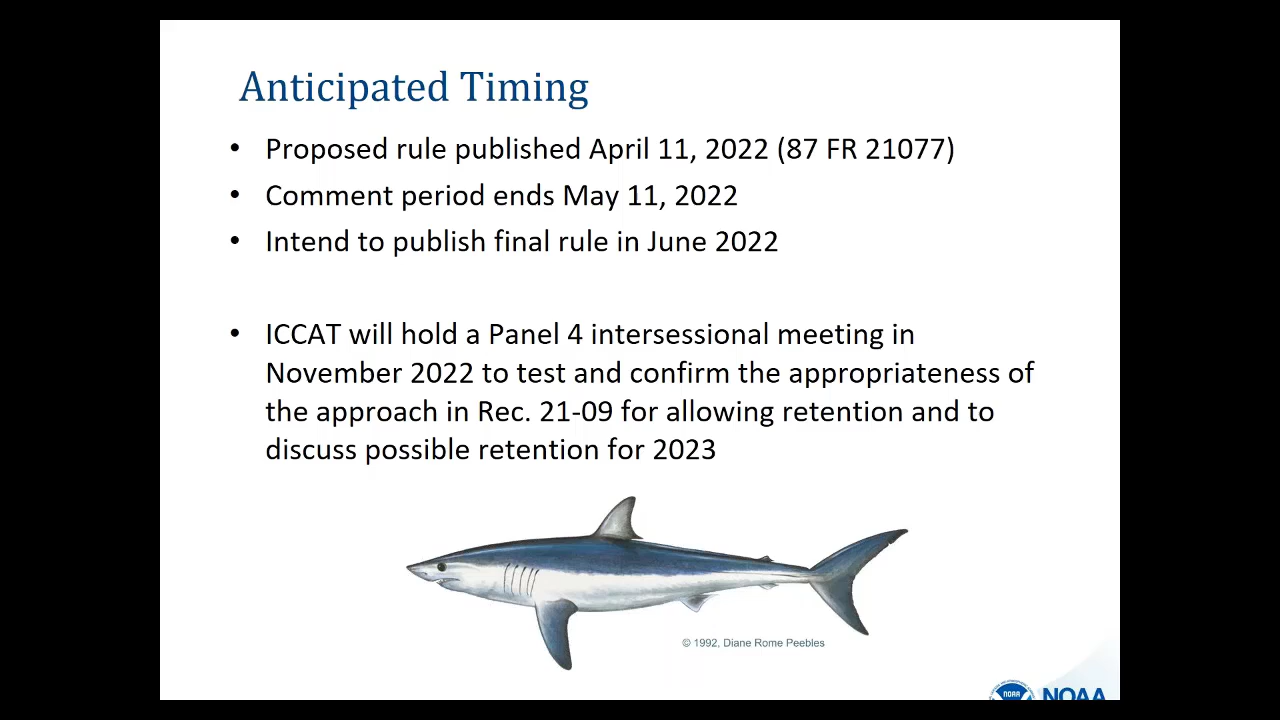 Anticipated Timing
• Proposed rule published April 11, 2022 (87 FR 21077)
• Comment period ends May 11, 2022
• Intend to publish final rule in June 2022
• ICCAT will hold a Panel 4 intersessional meeting in
November 2022 to test and confirm the appropriateness of
the approach in Rec. 21-09 for allowing retention and to
discuss possible retention for 2023
© 1992, Diane Rome Peebles
NOAA NOAA